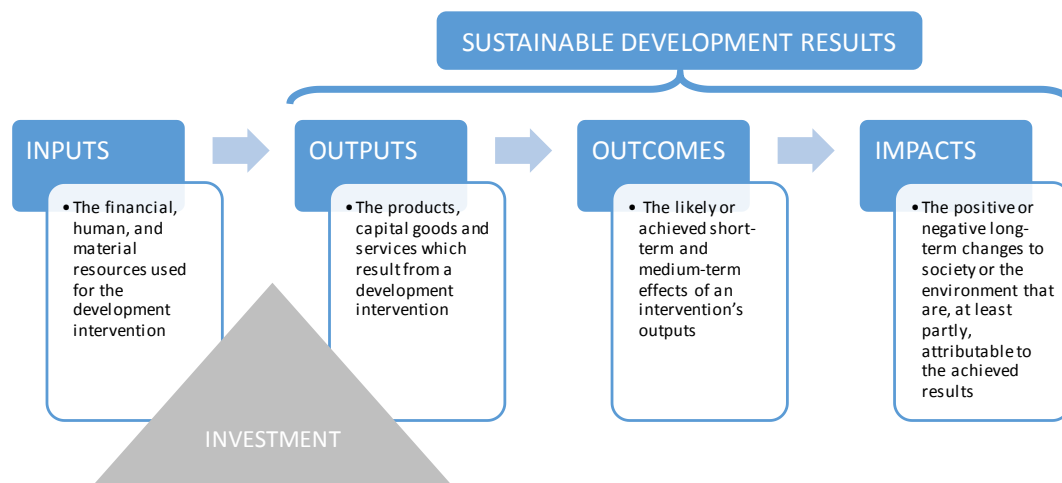 SUSTAINABLE DEVELOPMENT RESULTS
INPUTS
• The financial,
human, and
material
resources used
for the
development
intervention
OUTPUTS
• The products,
capital goods and
services which
result from a
development
intervention
OUTCOMES
• The likely or
achieved short-
term and
medium-term
effects of an
intervention's
outputs
IMPACTS
• The positive or
negative long-
term changes to
society or the
environment that
are, at least
partly,
attributable to
the achieved
results
INVESTMENT